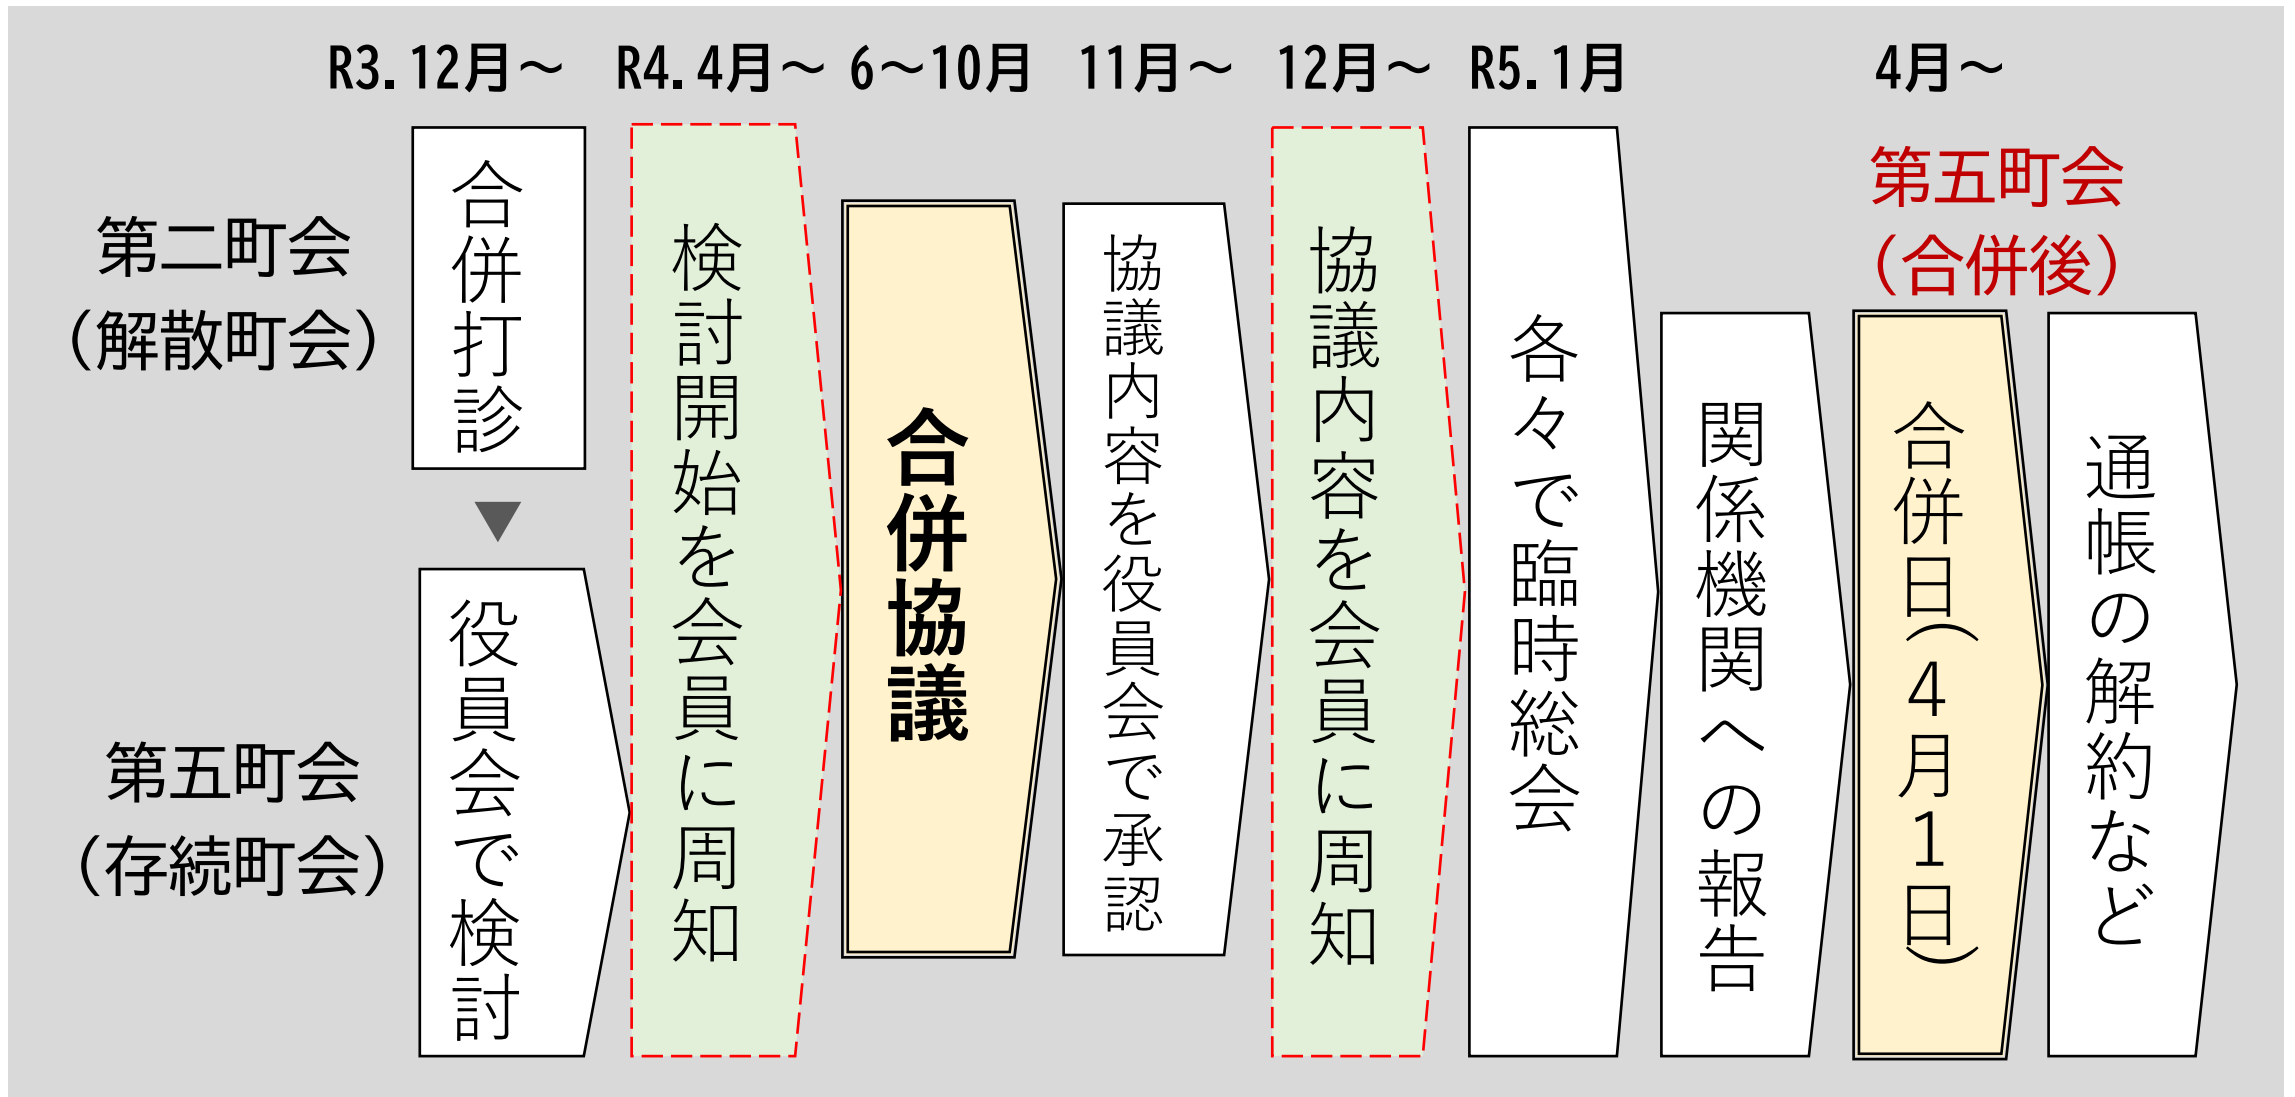 R3.12月～
R4.4月～
6～10月
11月～
12月～
R5.1月
4月～
第二町会
（解散町会）
第五町会
（存続町会）
合併打診
役員会で検討
検討開始を会員に周知
合併協議
協議内容を役員会で承認
協議内容を会員に周知
各々で臨時総会
関係機関への報告
第五町会
（合併後）
合併日（４月１日）
通帳の解約など